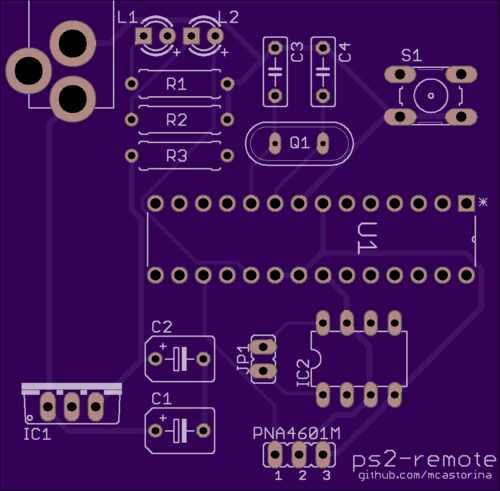 L1 L2
+ +
C3
C4
S1
R1
R2
Q1
R3
*
U1
C2
+
JP1
IC2
C1
+
IC1
PNA4601M
1 2 3
ps2-remote
github.com/mcastorina